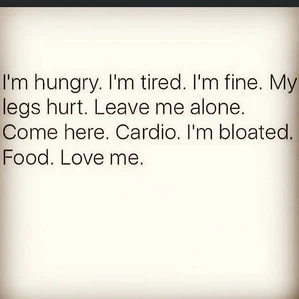 I'm hungry. I'm tired. I'm fine. My
legs hurt. Leave me alone.
Come here. Cardio. I'm bloated.
Food. Love me.